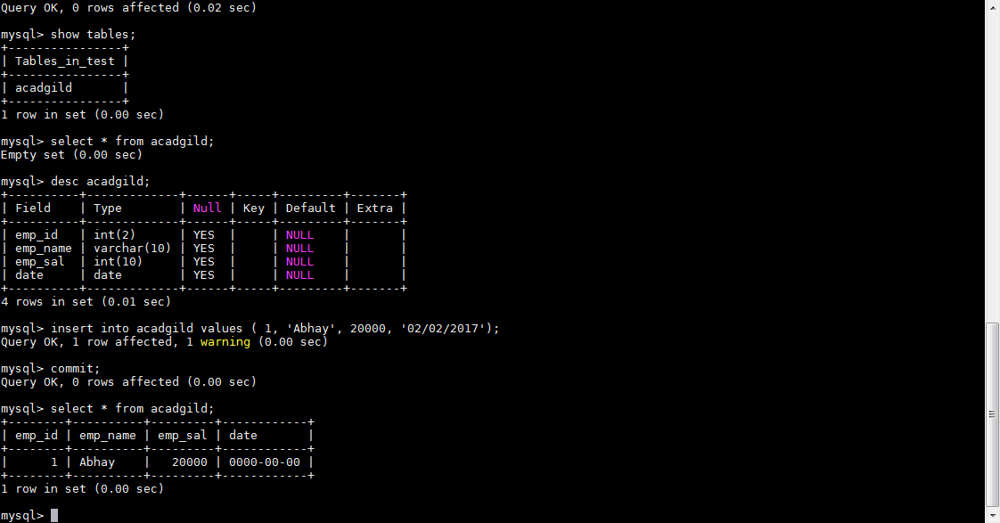 Query OK, 0 rows affected (0.02 sec)

mysql> show tables;
+----------------+
| Tables_in_test |
+----------------+
| acadgild       |
+----------------+
1 row in set (0.00 sec)

mysql> select * from acadgild;
Empty set (0.00 sec)

mysql> desc acadgild;
+----------+-------------+------+-----+---------+-------+
| Field    | Type        | Null | Key | Default | Extra |
+----------+-------------+------+-----+---------+-------+
| emp_id   | int(2)      | YES  |     | NULL    |       |
| emp_name | varchar(10) | YES  |     | NULL    |       |
| emp_sal  | int(10)     | YES  |     | NULL    |       |
| date     | date        | YES  |     | NULL    |       |
+----------+-------------+------+-----+---------+-------+
4 rows in set (0.01 sec)

mysql> insert into acadgild values ( 1, 'Abhay', 20000, '02/02/2017');
Query OK, 1 row affected, 1 warning (0.00 sec)

mysql> commit;
Query OK, 0 rows affected (0.00 sec)

mysql> select * from acadgild;
+--------+----------+---------+------------+
| emp_id | emp_name | emp_sal | date       |
+--------+----------+---------+------------+
|      1 | Abhay    |   20000 | 0000-00-00 |
+--------+----------+---------+------------+
1 row in set (0.00 sec)

mysql>